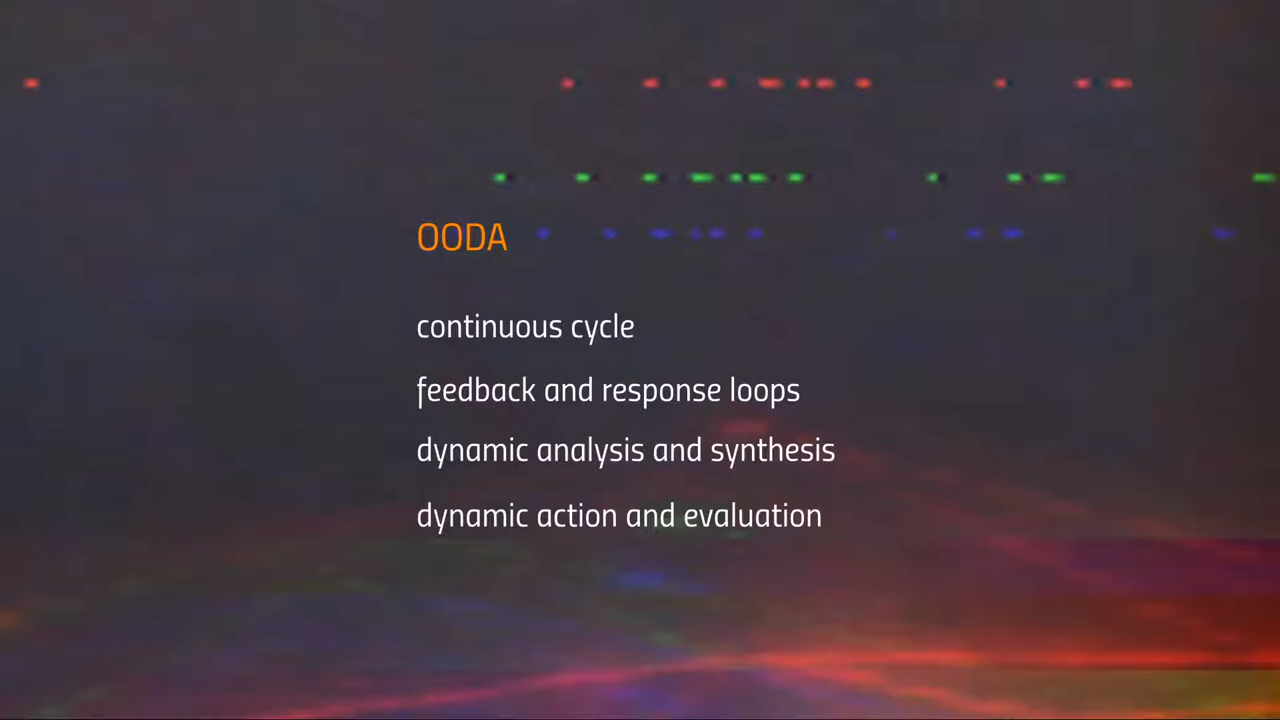 OODA
continuous cycle
feedback and response loops
dynamic analysis and synthesis
dynamic action and evaluation